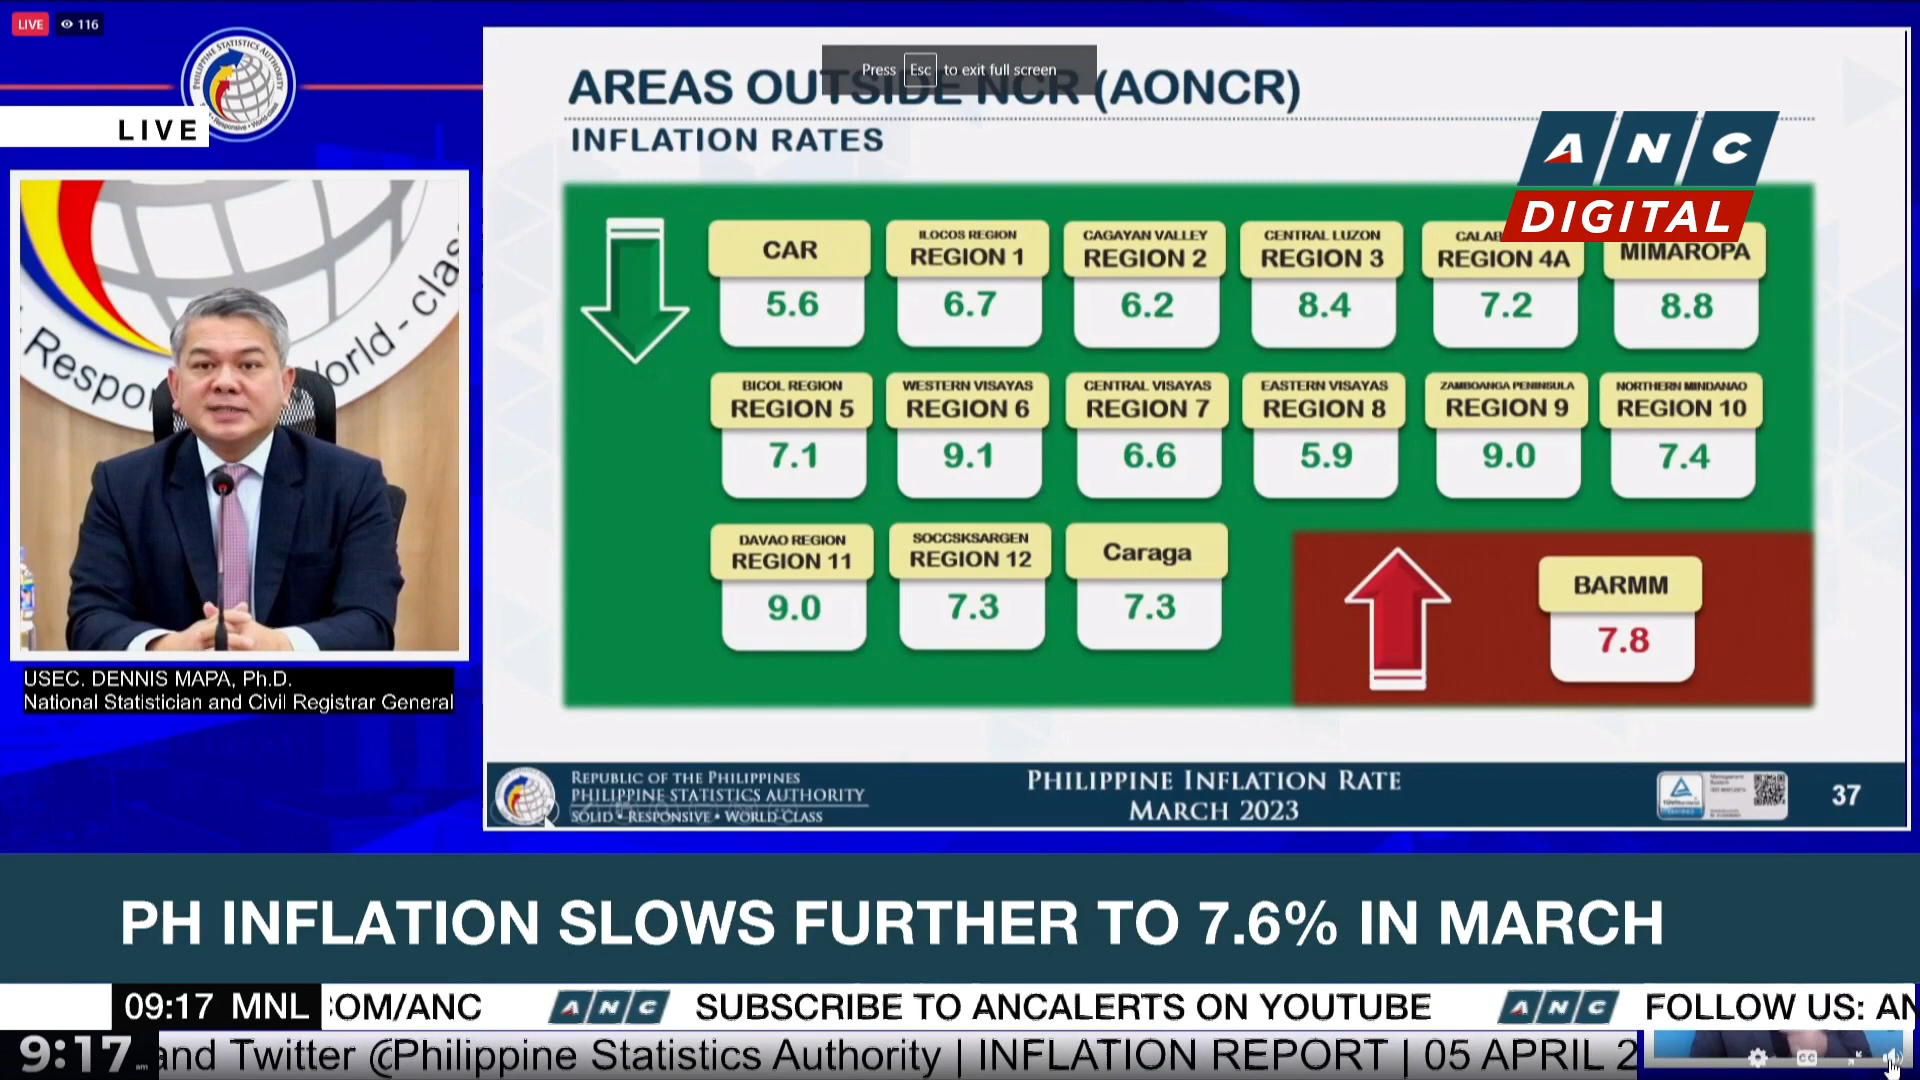 LIVE
116
PHILIPPINE STATISTICS AUTHORITY
LIVE
Press Esc to exit full screen
AREAS OUTSIDE NCR (AONCR)
INFLATION RATES
ANC
DIGITAL
CAR
5.6
ILOCOS REGION
REGION 1
6.7
CAGAYAN VALLEY
REGION 2
6.2
CENTRAL LUZON
REGION 3
8.4
REGION 4A
7.2
MIMAROPA
8.8
BICOL REGION
REGION 5
7.1
WESTERN VISAYAS
REGION 6
9.1
CENTRAL VISAYAS
REGION 7
6.6
EASTERN VISAYAS
REGION 8
5.9
ZAMBOANGA PENINSULA
REGION 9
9.0
NORTHERN MINDANAO
REGION 10
7.4
DAVAO REGION
REGION 11
9.0
SOCCSKSARGEN
REGION 12
7.3
Caraga
7.3
BARMM
7.8
USEC. DENNIS MAPA, Ph.D.
National Statistician and Civil Registrar General
REPUBLIC OF THE PHILIPPINES
PHILIPPINE STATISTICS AUTHORITY
SOLID • RESPONSIVE • WORLD-CLASS
PHILIPPINE INFLATION RATE
MARCH 2023
37
PH INFLATION SLOWS FURTHER TO 7.6% IN MARCH
09:17 MNL
COM/ANC ANC SUBSCRIBE TO ANCALERTS ON YOUTUBE ANC FOLLOW US: AN
9:17 am
and Twitter @Philippine Statistics Authority | INFLATION REPORT | 05 APRIL 2
CC